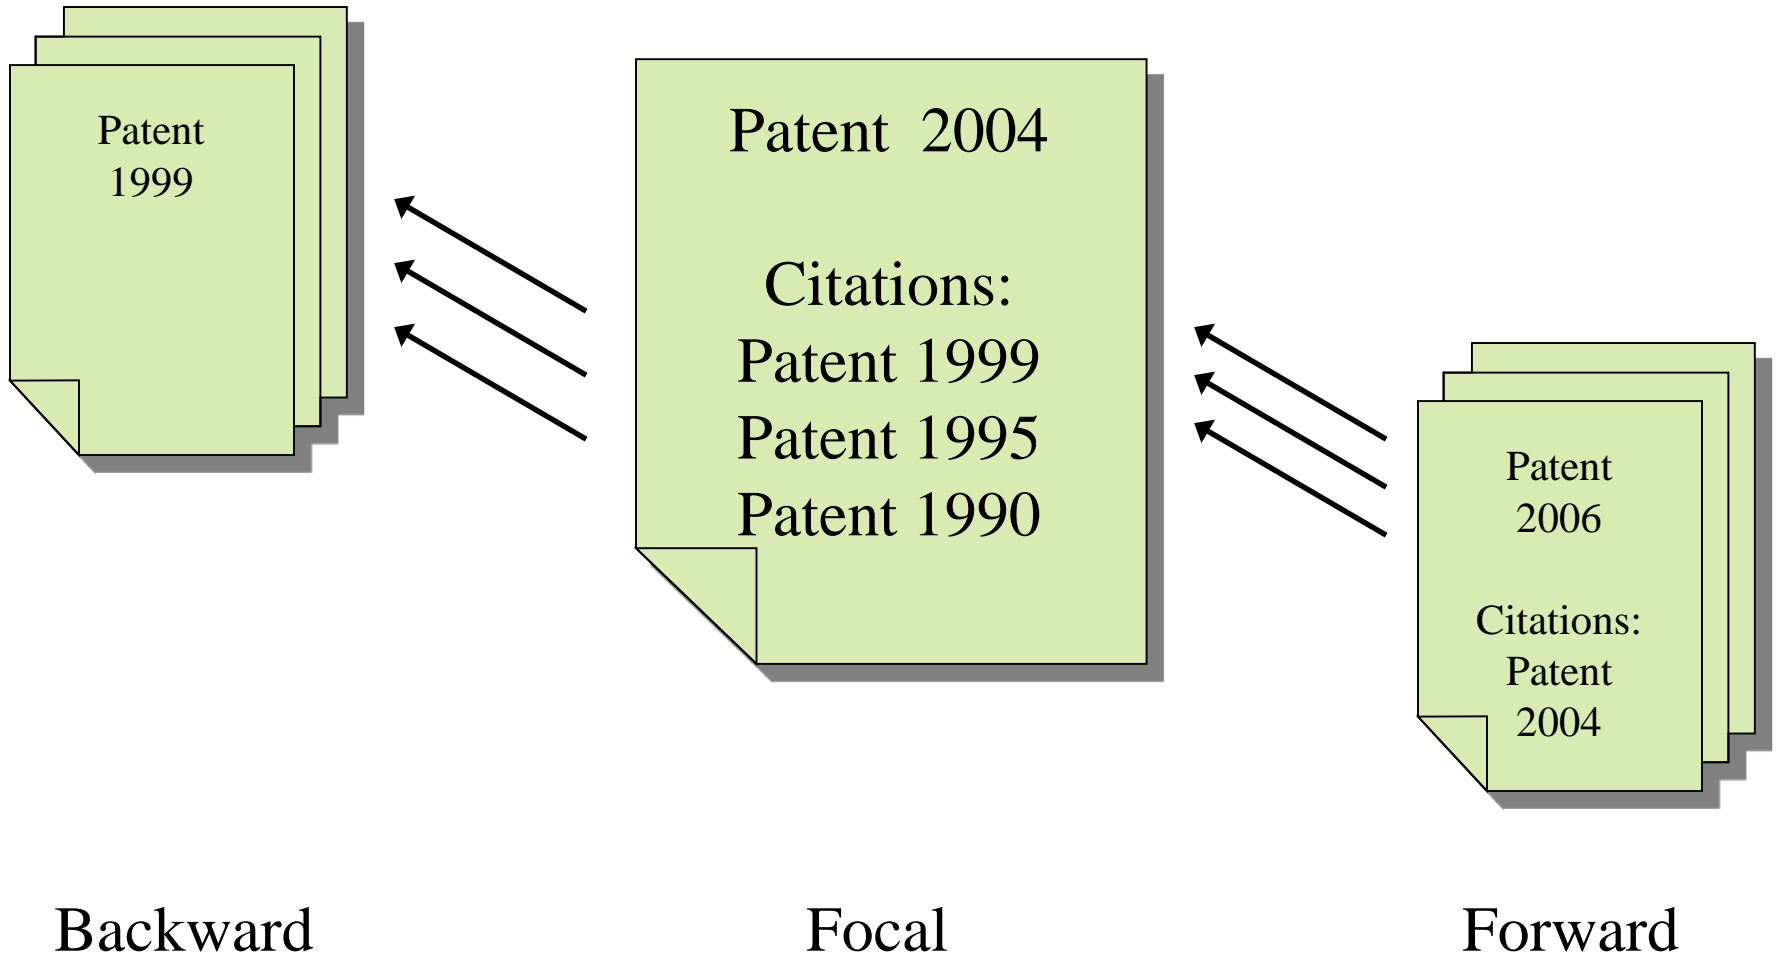 Patent
1999
Patent  2004
Citations:
Patent 1999
Patent 1995
Patent 1990
Patent
2006
Citations:
Patent
2004
Backward
Focal
Forward